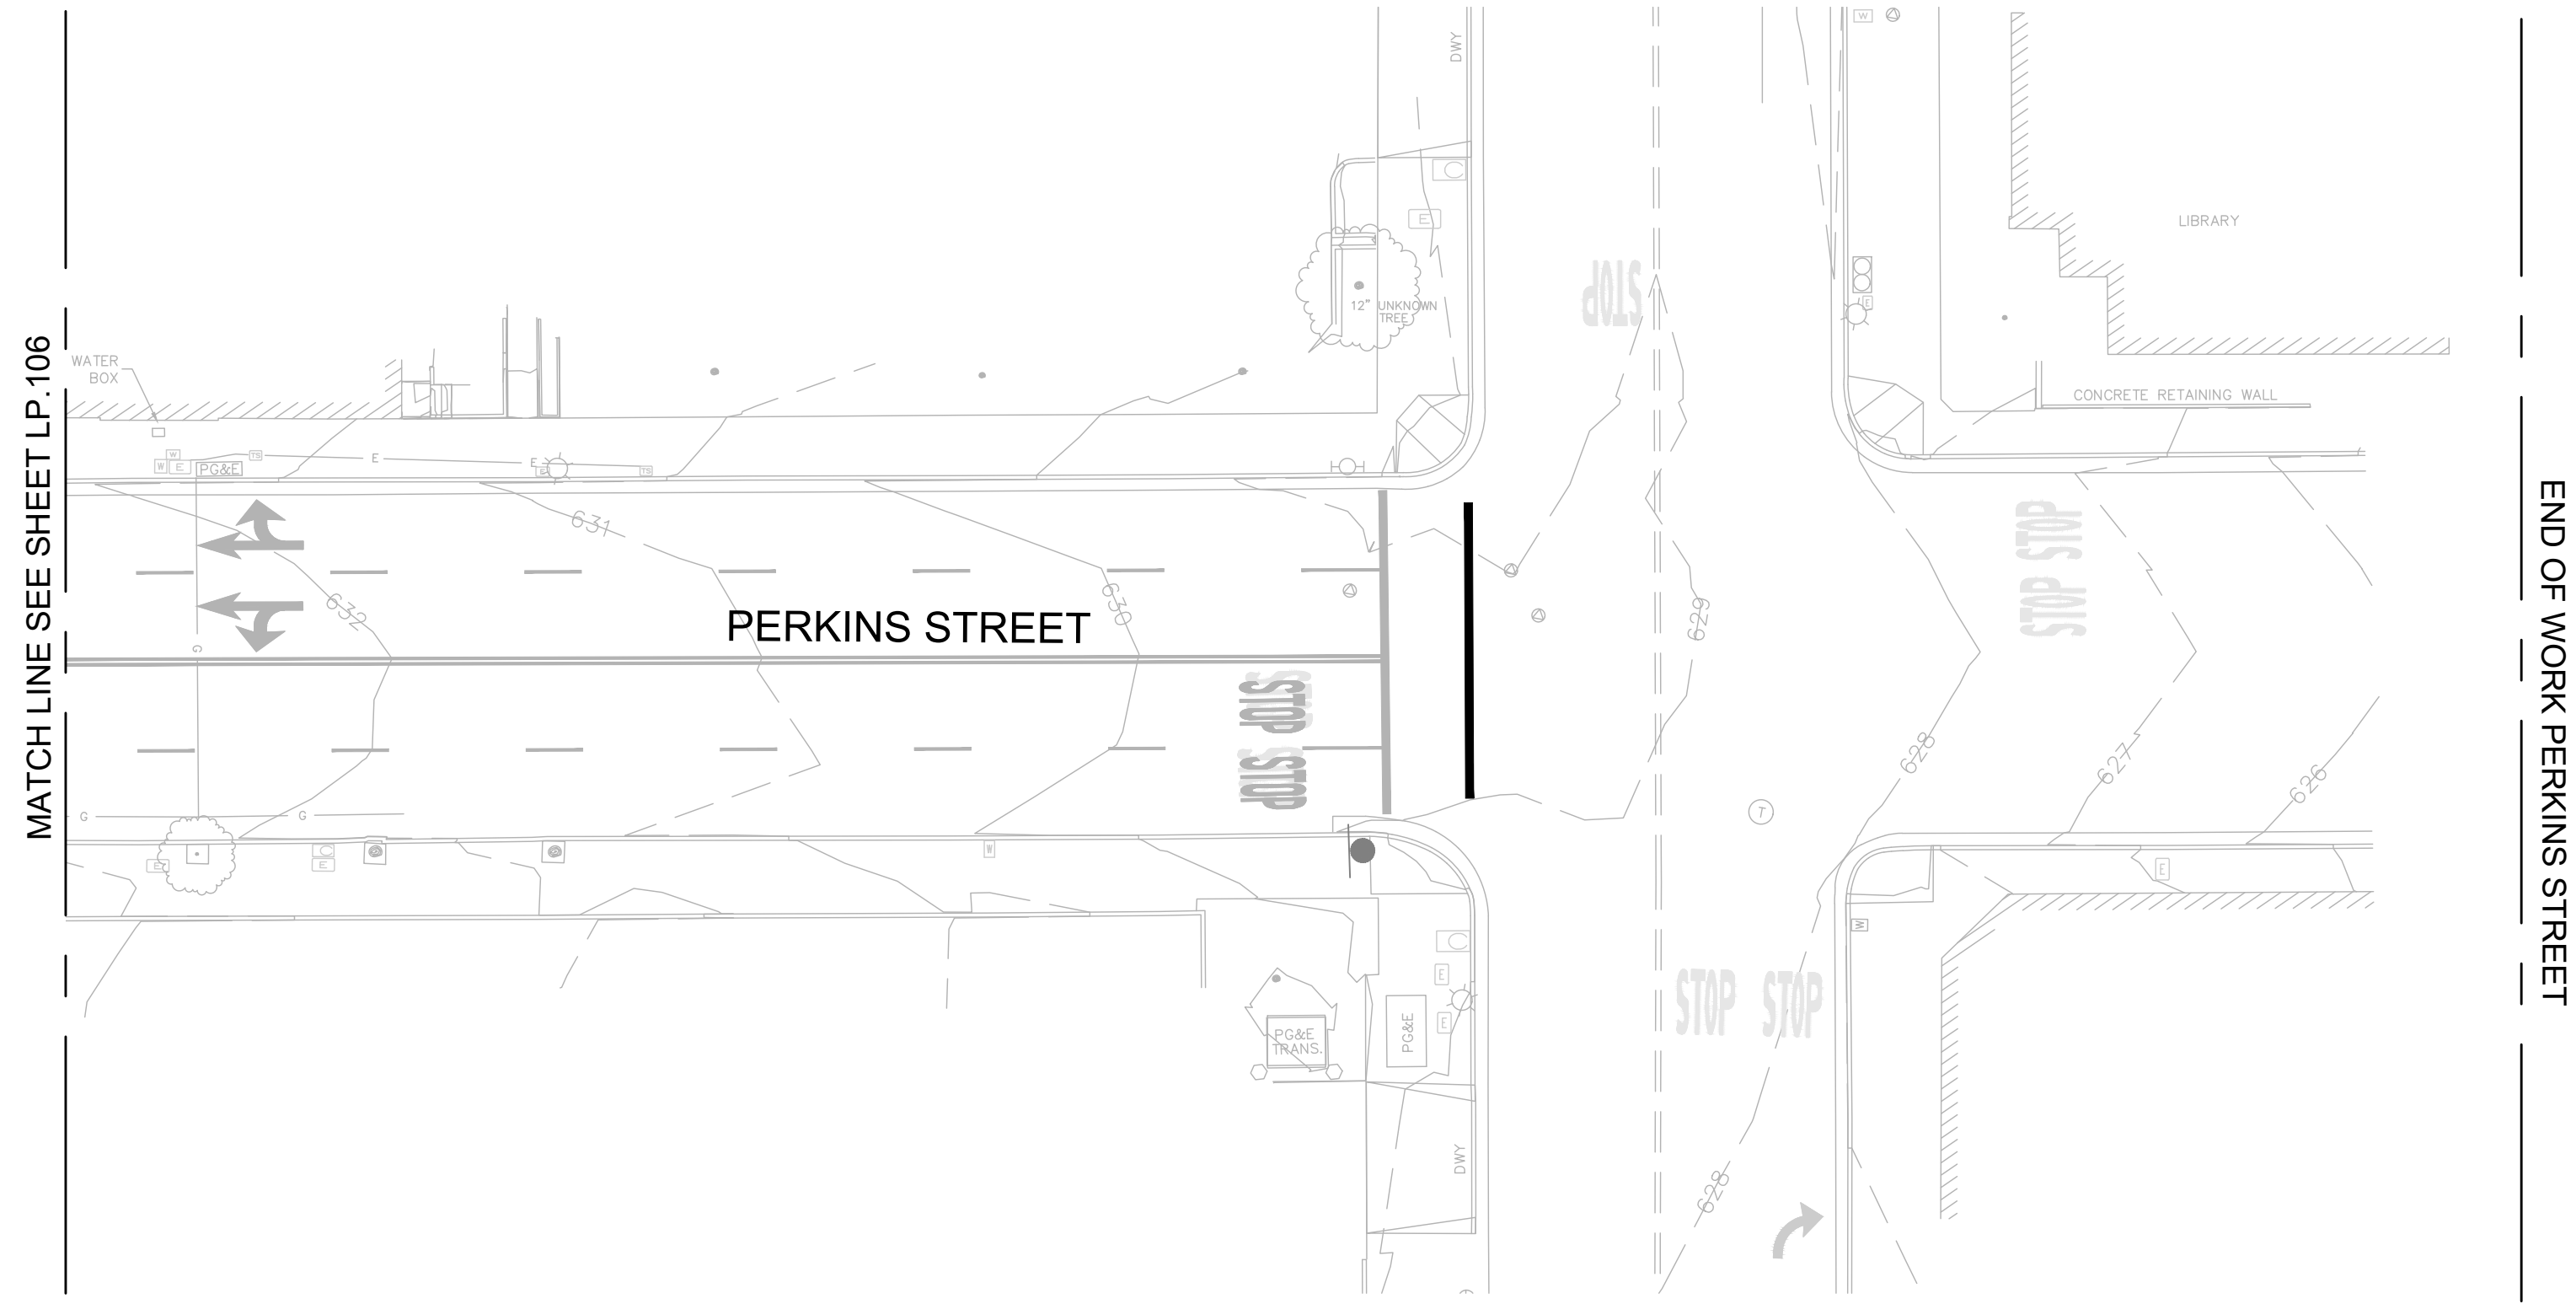 MATCH LINE SEE SHEET LP.106
W
DWY
LIBRARY
C
E
STOP
E
12" UNKNOWN
TREE
WATER
BOX
CONCRETE RETAINING WALL
W
TS
E
E
W
E
PG&E
E
TS
631
STOP
STOP
632
630
629
PERKINS STREET
G
STOP
STOP
628
627
626
G
G
T
E
C
E
W
E
W
C
E
STOP
STOP
E
PG&E
TRANS.
PG&E
DWY
628
END OF WORK PERKINS STREET